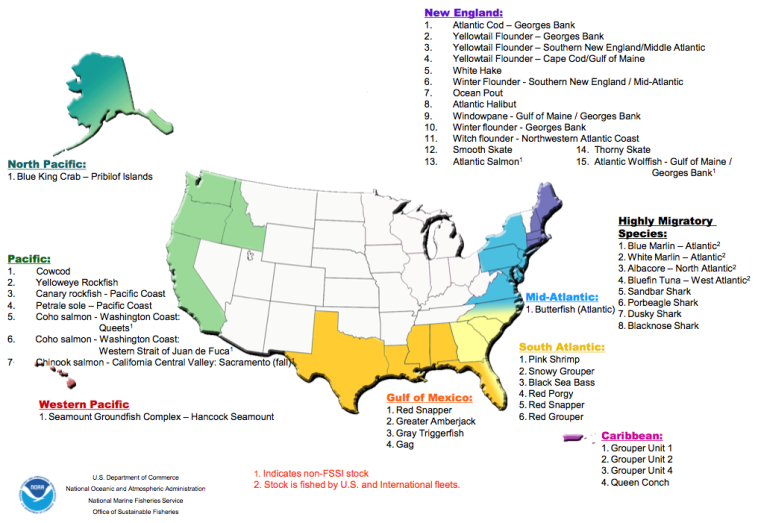 New England:
1. Atlantic Cod – Georges Bank
2. Yellowtail Flounder – Georges Bank
3. Yellowtail Flounder – Southern New England/Middle Atlantic
4. Yellowtail Flounder – Cape Cod/Gulf of Maine
5. White Hake
6. Winter Flounder - Southern New England / Mid-Atlantic
7. Ocean Pout
8. Atlantic Halibut
9. Windowpane - Gulf of Maine / Georges Bank
10. Winter flounder - Georges Bank
11. Witch flounder - Northwestern Atlantic Coast
12. Smooth Skate 14. Thorny Skate
13. Atlantic Salmon1 15. Atlantic Wolffish - Gulf of Maine /
Georges Bank1
North Pacific:
1. Blue King Crab – Pribilof Islands
Highly Migratory
Species:
1. Blue Marlin – Atlantic2
2. White Marlin – Atlantic2
3. Albacore – North Atlantic2
4. Bluefin Tuna – West Atlantic2
5. Sandbar Shark
6. Porbeagle Shark
7. Dusky Shark
8. Blacknose Shark
Pacific:
1. Cowcod
2. Yelloweye Rockfish
3. Canary rockfish - Pacific Coast
4. Petrale sole – Pacific Coast
5. Coho salmon - Washington Coast:
Queets1
6. Coho salmon - Washington Coast:
Western Strait of Juan de Fuca1
7 Chinook salmon - California Central Valley: Sacramento (fall)1
Mid-Atlantic:
1. Butterfish (Atlantic)
South Atlantic:
1. Pink Shrimp
2. Snowy Grouper
3. Black Sea Bass
4. Red Porgy
5. Red Snapper
6. Red Grouper
Western Pacific
1. Seamount Groundfish Complex – Hancock Seamount
Gulf of Mexico:
1. Red Snapper
2. Greater Amberjack
3. Gray Triggerfish
4. Gag
Caribbean:
1. Grouper Unit 1
2. Grouper Unit 2
3. Grouper Unit 4
4. Queen Conch
1. Indicates non-FSSI stock
2. Stock is fished by U.S. and International fleets.
NOAA
U.S. Department of Commerce
National Oceanic and Atmospheric Administration
National Marine Fisheries Service
Office of Sustainable Fisheries